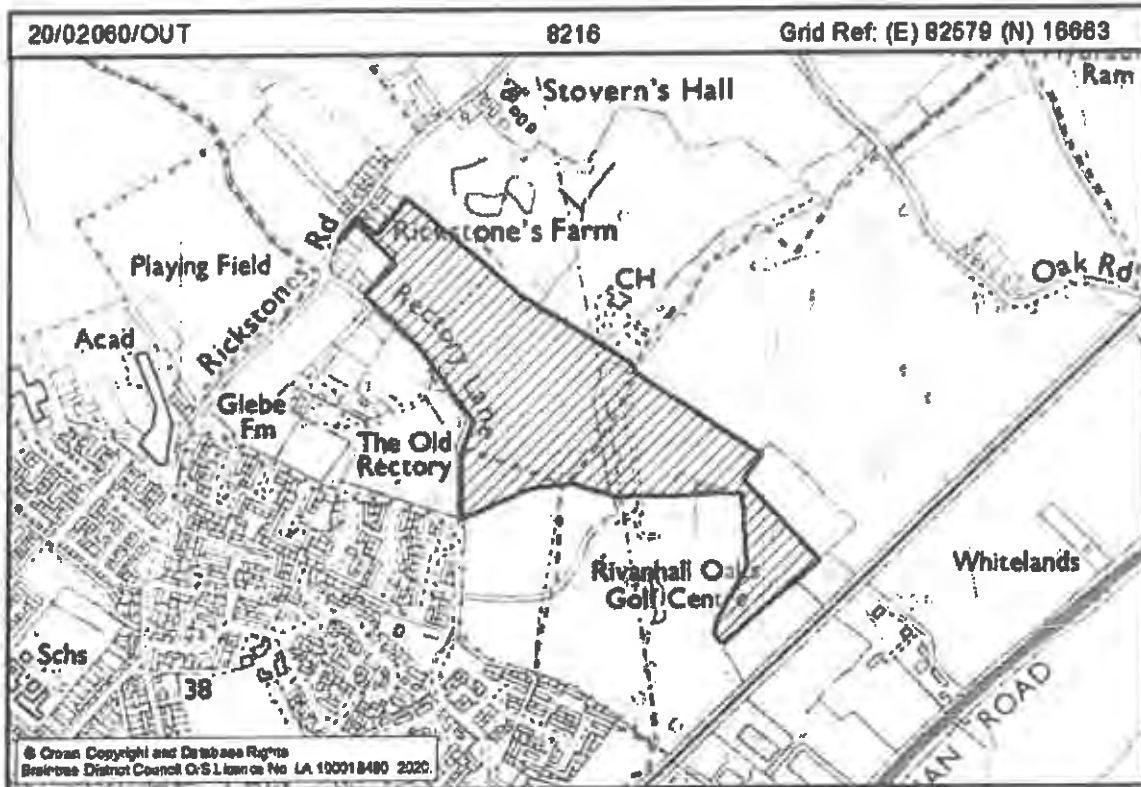 20/02060/OUT 8216 Grid Ref: (E) 82579 (N) 16663
Ram
Stovern's Hall
Rickstone's Farm
Rickstones Rd
Playing Field
CH
Oak Rd
Acad
Rectory Lane
Glebe
Fm
The Old
Rectory
Rivenhall Oaks
Golf Centre
Whitelands
Schs
38
ROAD
© Crown Copyright and Database Rights
Braintree District Council O/S Licence No LA 100018490 2020.